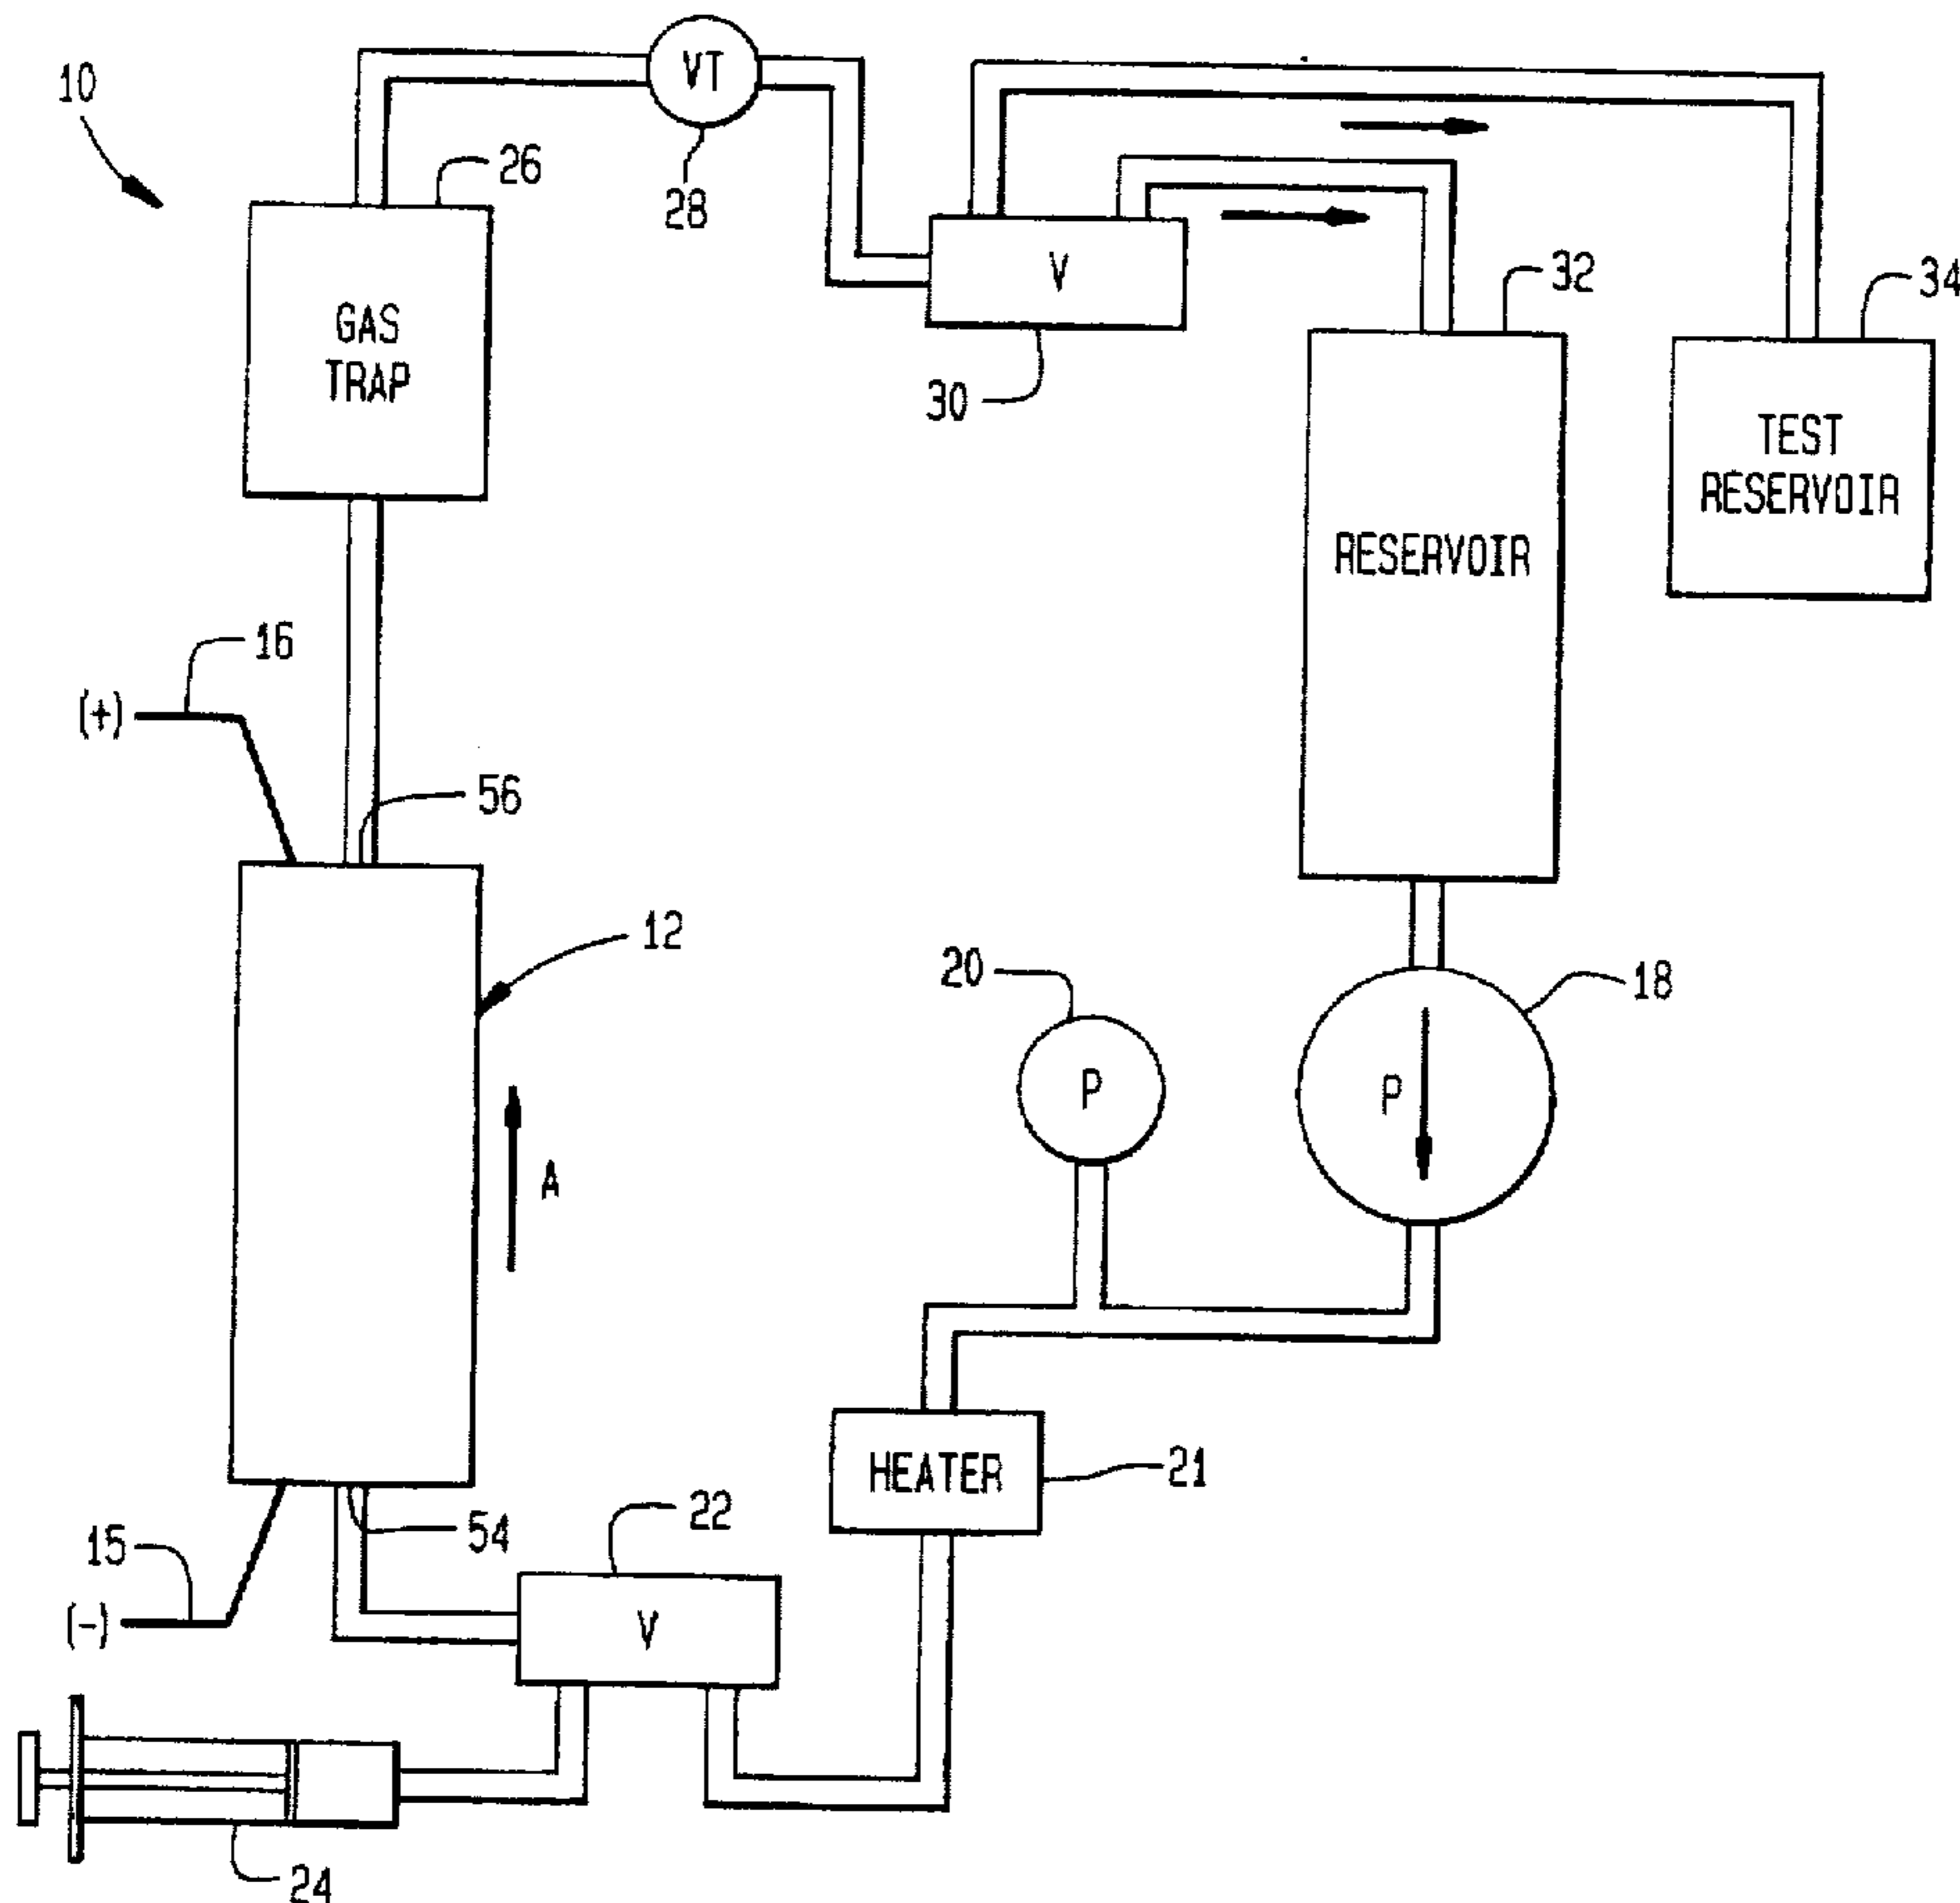 10
VT
26
28
GAS
TRAP
V
30
32
34
TEST
RESERVOIR
RESERVOIR
16
(+)
56
12
20
18
P
P
A
HEATER
21
22
54
15
V
(-)
24